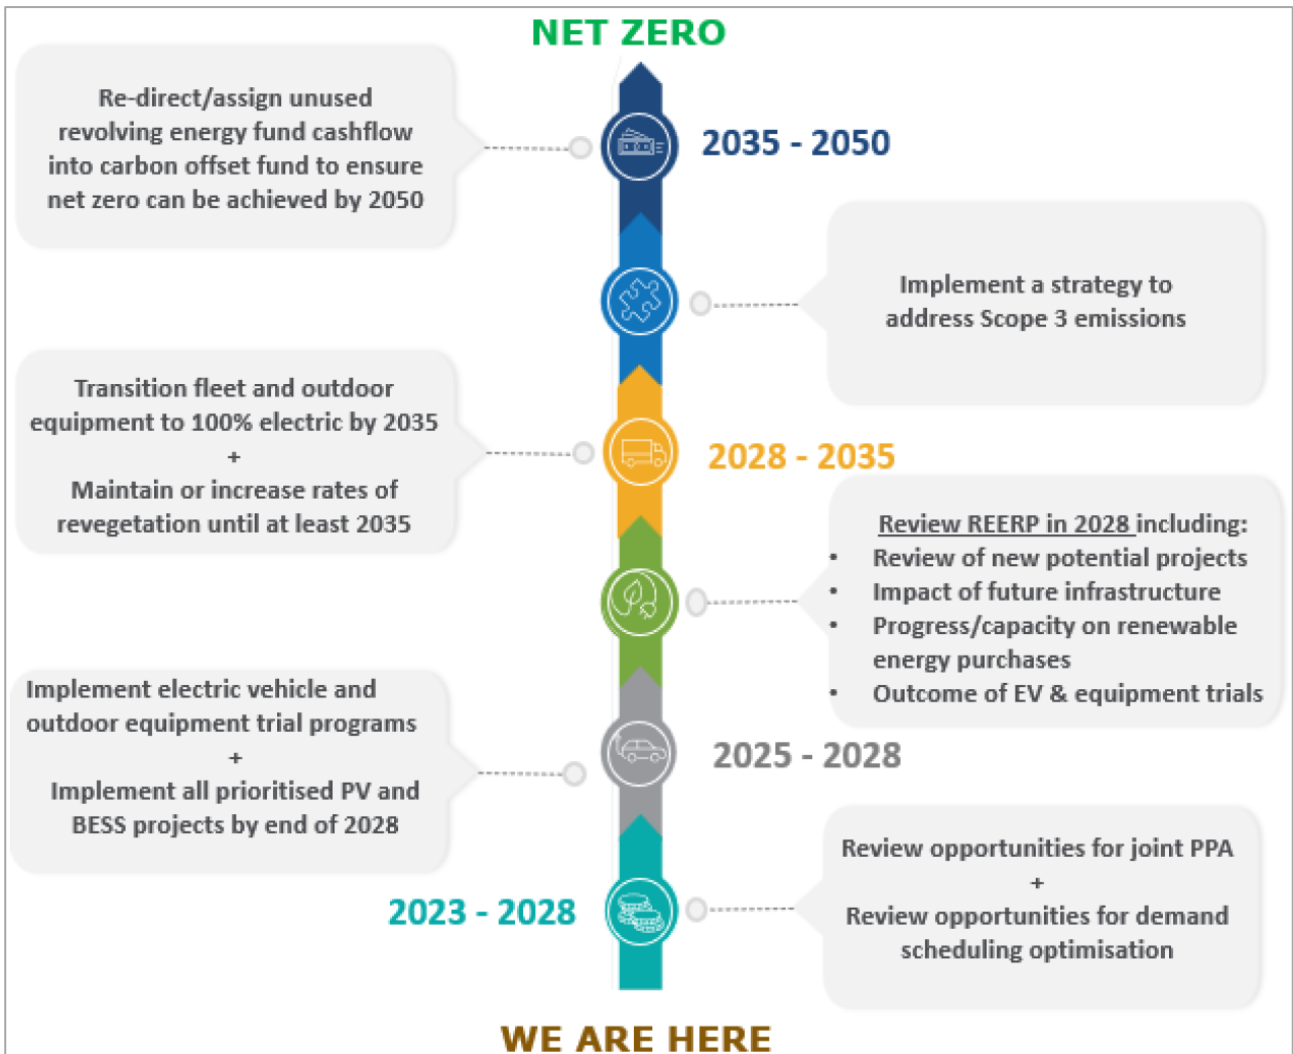 NET ZERO
Re-direct/assign unused
revolving energy fund cashflow
into carbon offset fund to ensure
net zero can be achieved by 2050
2035 - 2050
Implement a strategy to
address Scope 3 emissions
Transition fleet and outdoor
equipment to 100% electric by 2035
+
Maintain or increase rates of
revegetation until at least 2035
2028 - 2035
Review REERP in 2028 including:
• Review of new potential projects
• Impact of future infrastructure
• Progress/capacity on renewable
energy purchases
• Outcome of EV & equipment trials
Implement electric vehicle and
outdoor equipment trial programs
+
Implement all prioritised PV and
BESS projects by end of 2028
2025 - 2028
Review opportunities for joint PPA
+
Review opportunities for demand
scheduling optimisation
2023 - 2028
WE ARE HERE